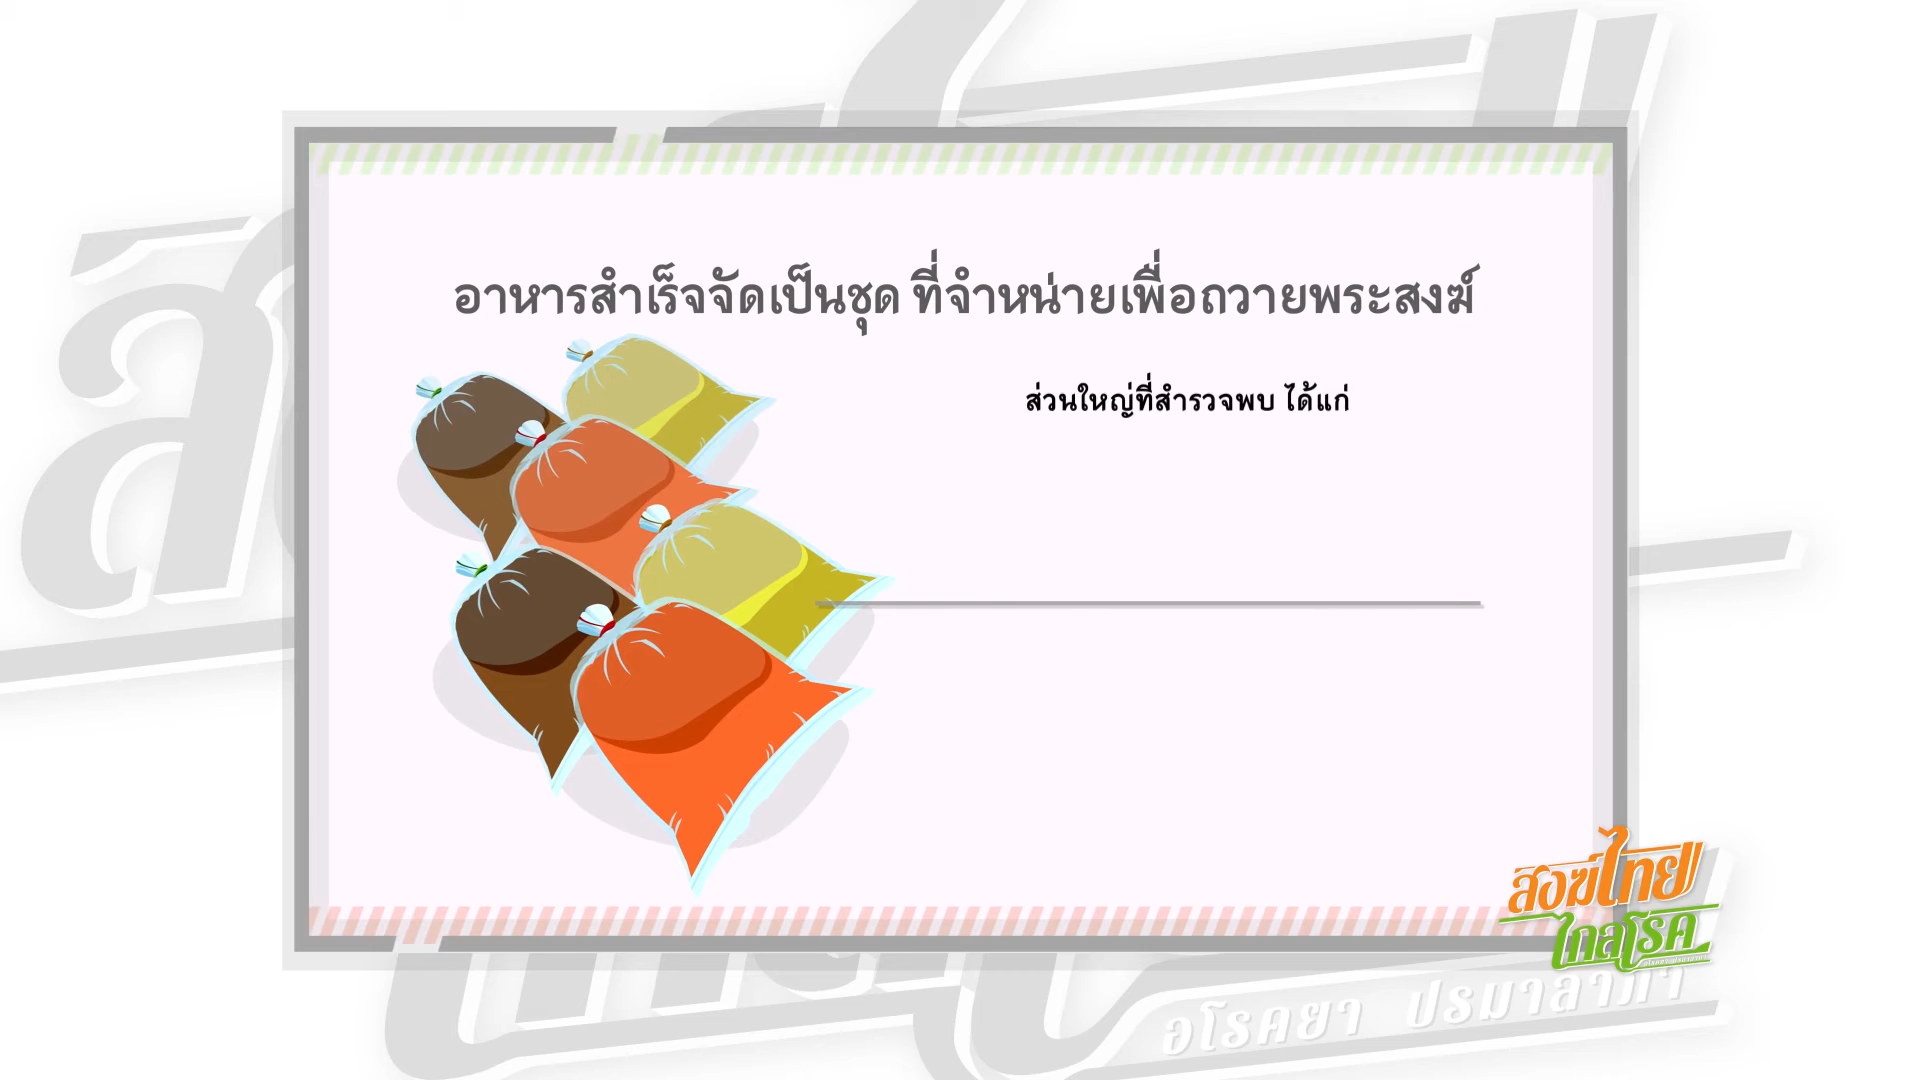 อาหารสำเร็จจัดเป็นชุด ที่จำหน่ายเพื่อถวายพระสงฆ์
ส่วนใหญ่ที่สำรวจพบ ได้แก่
สงฆ์ไทย
ไกลโรค
อโรคยา ปรมาลาภา